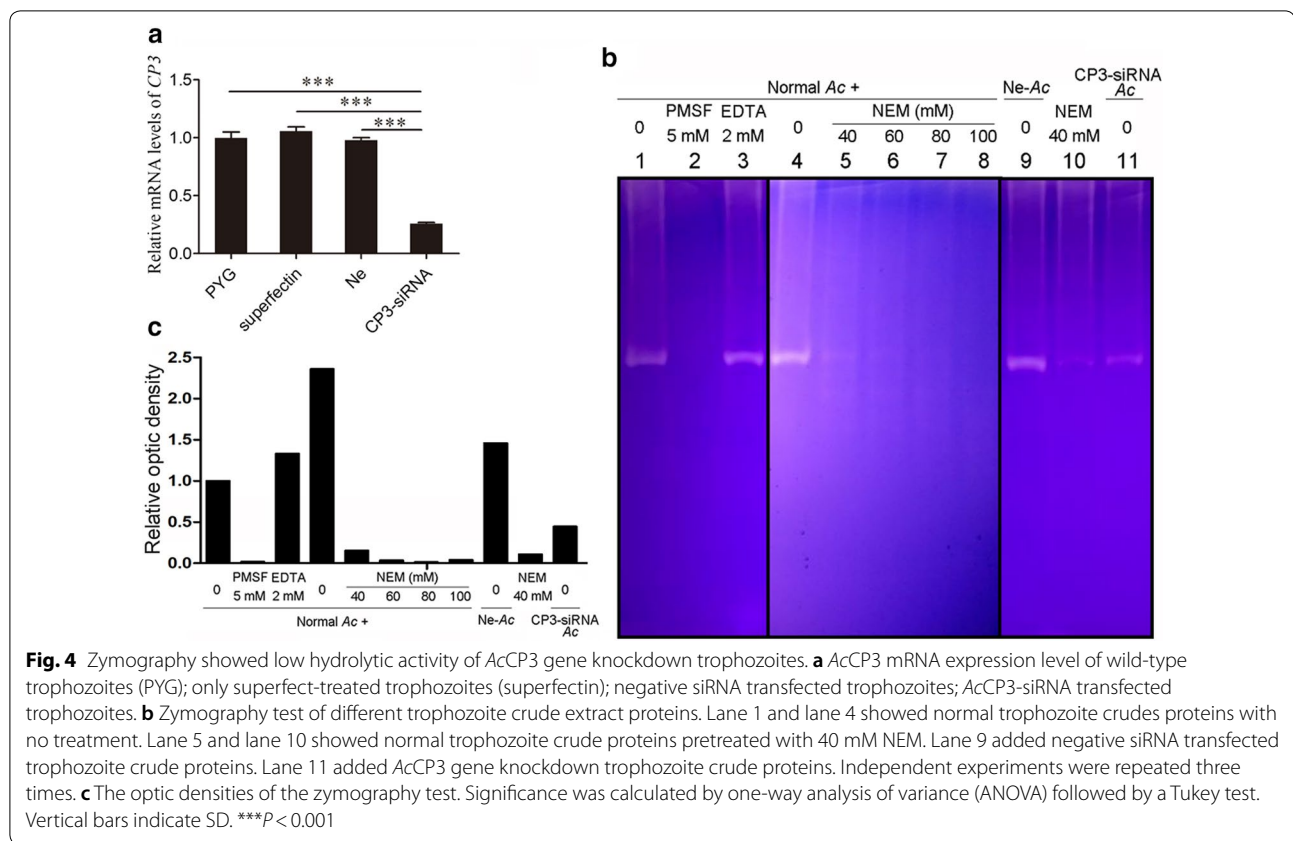 a
Relative mRNA levels of CP3
1.5
1.0
0.5
0.0
***
***
***
PYG
superfectin
Ne
CP3-siRNA
b
Normal Ac +
Ne-Ac
CP3-siRNA
Ac
0
PMSF
5 mM
EDTA
2 mM
0
NEM (mM)
40
60
80
100
0
NEM
40 mM
0
1
2
3
4
5
6
7
8
9
10
11
c
Relative optic density
2.5
2.0
1.5
1.0
0.5
0.0
0
PMSF
5 mM
EDTA
2 mM
0
NEM (mM)
40
60
80
100
0
NEM
40 mM
0
Normal Ac +
Ne-Ac
CP3-siRNA
Ac
Fig. 4 Zymography showed low hydrolytic activity of AcCP3 gene knockdown trophozoites. a AcCP3 mRNA expression level of wild-type
trophozoites (PYG); only superfect-treated trophozoites (superfectin); negative siRNA transfected trophozoites; AcCP3-siRNA transfected
trophozoites. b Zymography test of different trophozoite crude extract proteins. Lane 1 and lane 4 showed normal trophozoite crudes proteins with
no treatment. Lane 5 and lane 10 showed normal trophozoite crude proteins pretreated with 40 mM NEM. Lane 9 added negative siRNA transfected
trophozoite crude proteins. Lane 11 added AcCP3 gene knockdown trophozoite crude proteins. Independent experiments were repeated three
times. c The optic densities of the zymography test. Significance was calculated by one-way analysis of variance (ANOVA) followed by a Tukey test.
Vertical bars indicate SD. ***P < 0.001